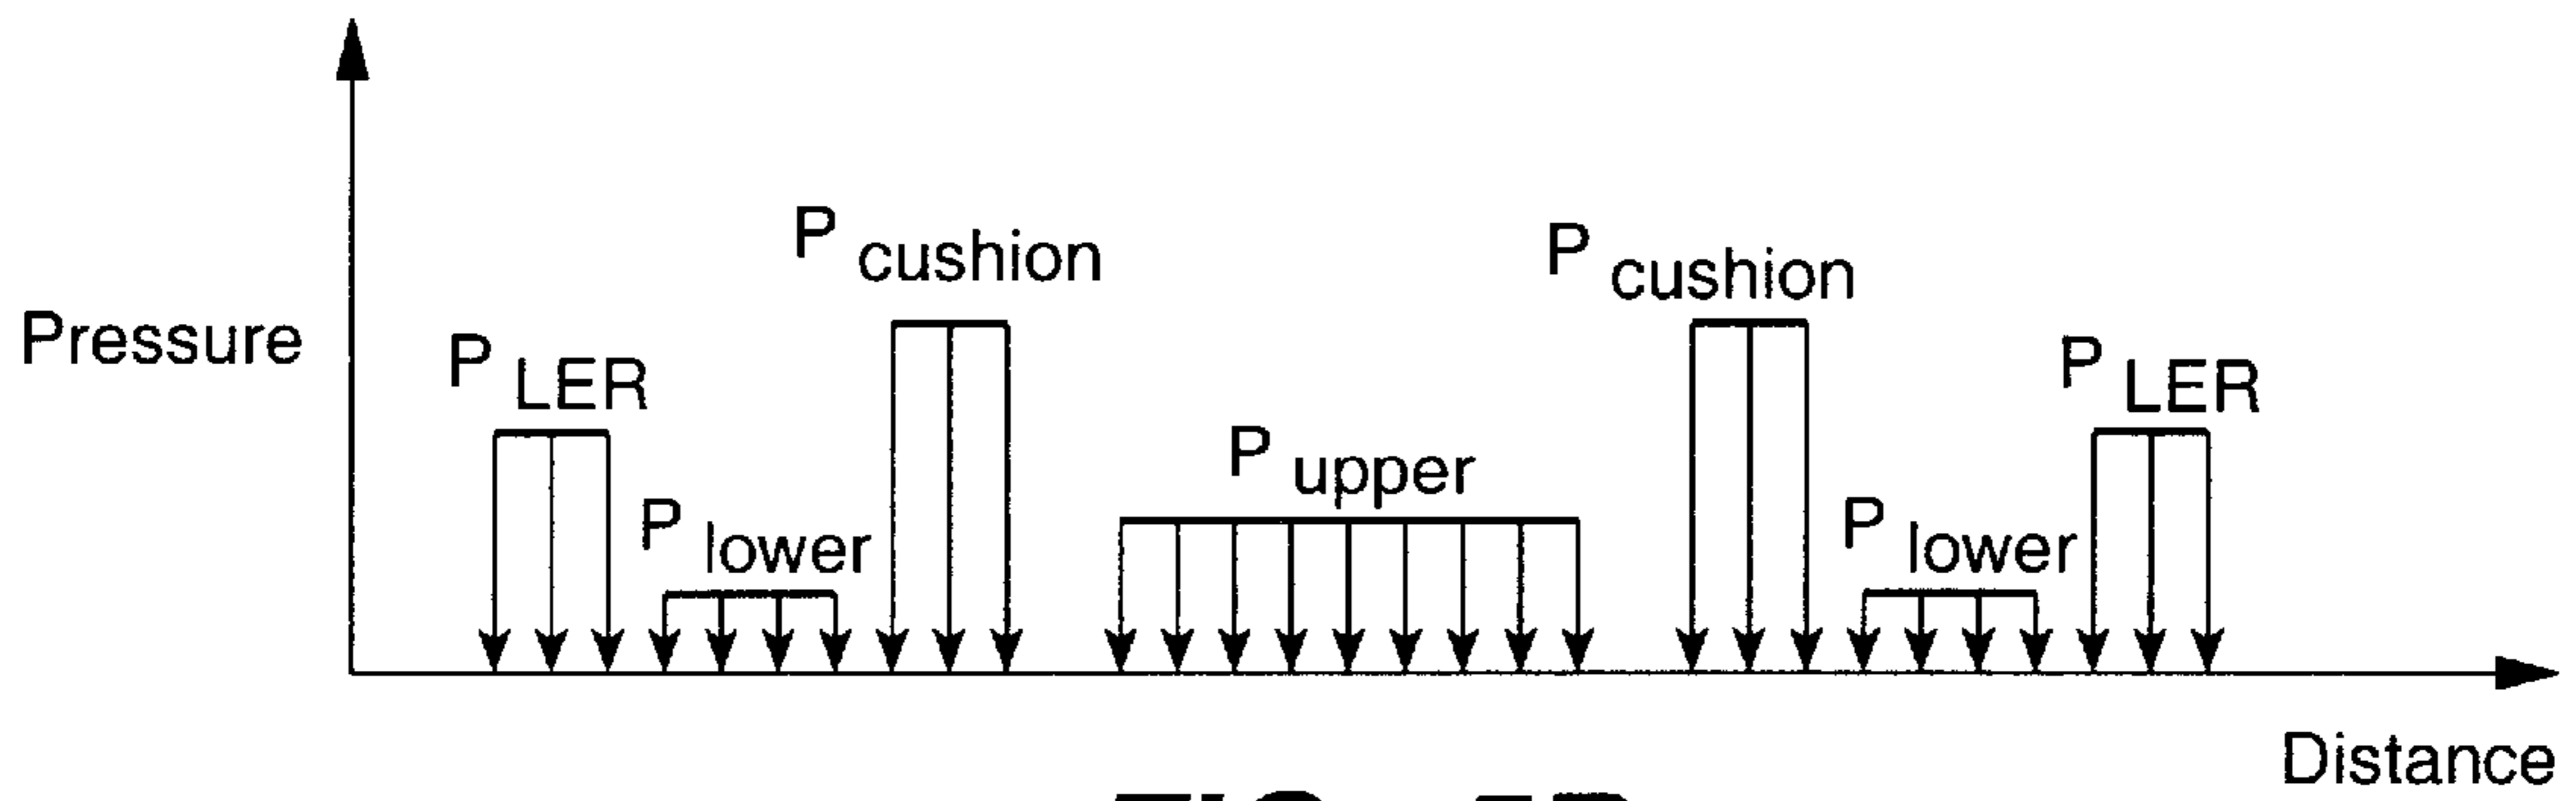 P cushion
P cushion
Pressure
P LER
P LER
P upper
P lower
P lower
Distance